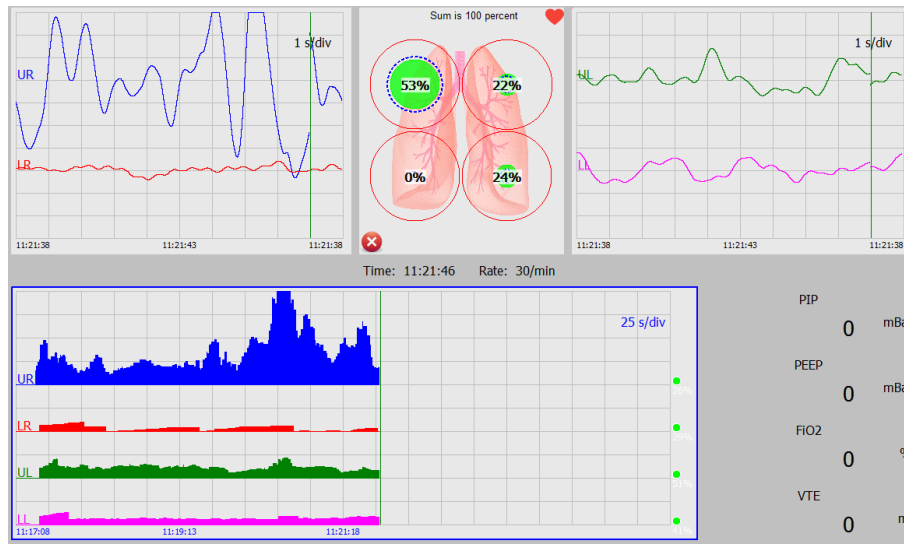 Sum is 100 percent
1 s/div
1 s/div
UR
UL
53%
22%
LR
LL
0%
24%
11:21:38
11:21:43
11:21:38
11:21:38
11:21:43
11:21:38
Time: 11:21:46 Rate: 30/min
25 s/div
PIP
0
mBa
UR
PEEP
0
mBa
LR
FiO2
0
%
UL
VTE
0
LL
11:17:08
11:19:13
11:21:18